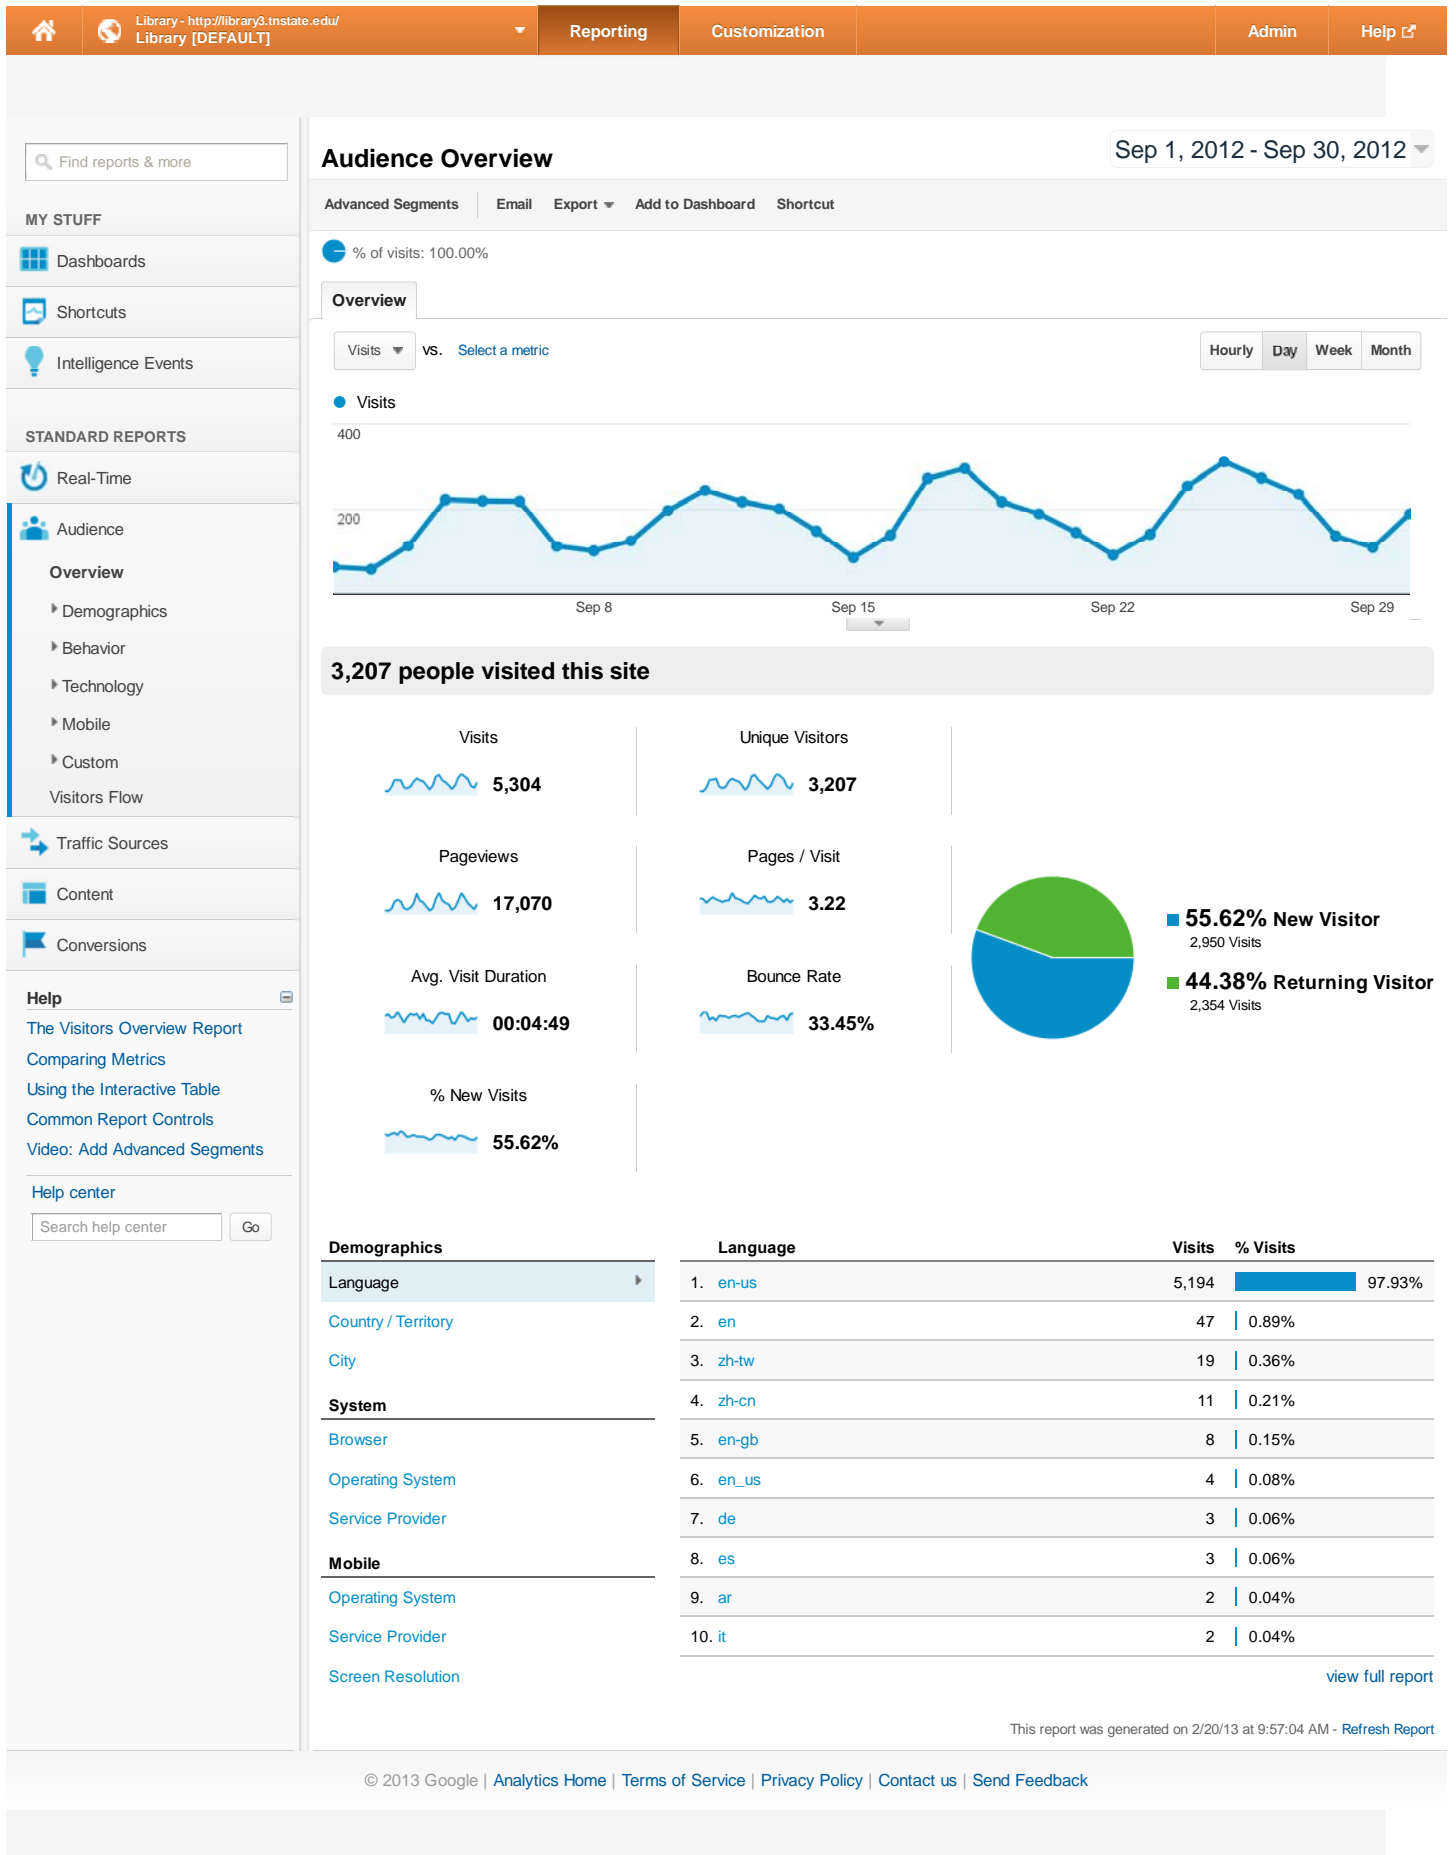 Library - http://library3.tnstate.edu/
Library [DEFAULT]
Reporting
Customization
Admin
Help
Find reports & more
MY STUFF
Dashboards
Shortcuts
Intelligence Events
STANDARD REPORTS
Real-Time
Audience
Overview
Demographics
Behavior
Technology
Mobile
Custom
Visitors Flow
Traffic Sources
Content
Conversions
Help
The Visitors Overview Report
Comparing Metrics
Using the Interactive Table
Common Report Controls
Video: Add Advanced Segments
Help center
Search help center Go
Audience Overview
Sep 1, 2012 - Sep 30, 2012
Advanced Segments Email Export Add to Dashboard Shortcut
% of visits: 100.00%
Overview
Visits VS. Select a metric
Hourly Day Week Month
Visits
400
200
Sep 8 Sep 15 Sep 22 Sep 29
3,207 people visited this site
Visits
5,304
Unique Visitors
3,207
Pageviews
17,070
Pages / Visit
3.22
Avg. Visit Duration
00:04:49
Bounce Rate
33.45%
% New Visits
55.62%
55.62% New Visitor
2,950 Visits
44.38% Returning Visitor
2,354 Visits
Demographics
Language
Country / Territory
City
System
Browser
Operating System
Service Provider
Mobile
Operating System
Service Provider
Screen Resolution
Language Visits % Visits
1. en-us 5,194 97.93%
2. en 47 0.89%
3. zh-tw 19 0.36%
4. zh-cn 11 0.21%
5. en-gb 8 0.15%
6. en_us 4 0.08%
7. de 3 0.06%
8. es 3 0.06%
9. ar 2 0.04%
10. it 2 0.04%
view full report
This report was generated on 2/20/13 at 9:57:04 AM - Refresh Report
© 2013 Google | Analytics Home | Terms of Service | Privacy Policy | Contact us | Send Feedback